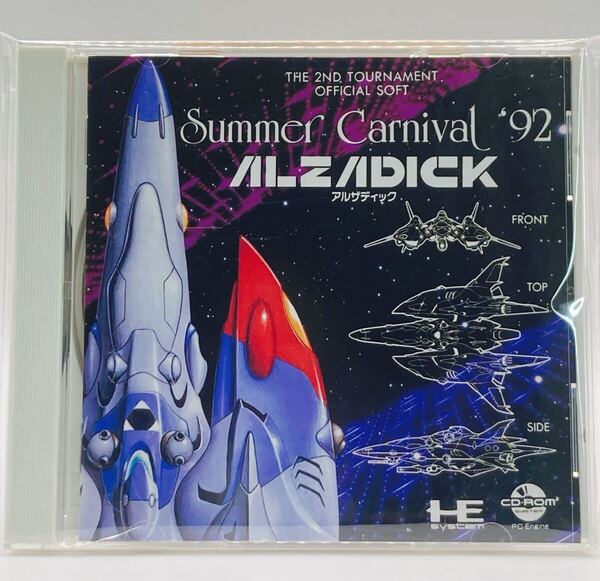 THE 2ND. TOURNAMENT
OFFICIAL SOFT
Summer Carnival '92
ALZADICK
アルザディック
FRONT
TOP
SIDE
HE
SYSTEM
CD-ROM²
SYSTEM
PC Engine